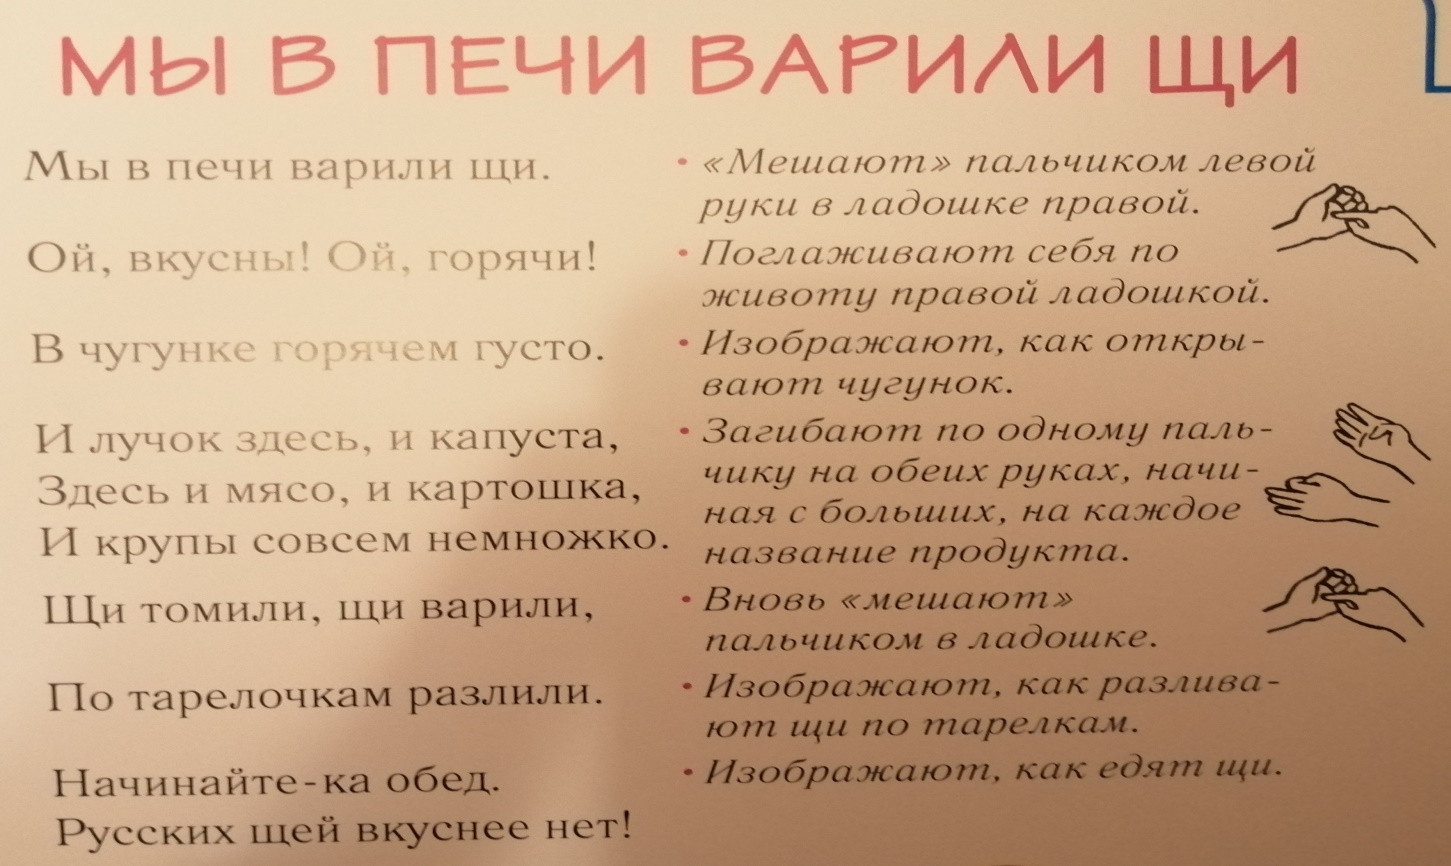 МЫ В ПЕЧИ ВАРИЛИ ЩИ
Мы в печи варили щи.
• «Мешают» пальчиком левой
руки в ладошке правой.
Ой, вкусны! Ой, горячи!
• Поглаживают себя по
животу правой ладошкой.
В чугунке горячем густо.
• Изображают, как откры-
вают чугунок.
И лучок здесь, и капуста,
Здесь и мясо, и картошка,
И крупы совсем немножко.
• Загибают по одному паль-
чику на обеих руках, начи-
ная с больших, на каждое
название продукта.
Щи томили, щи варили,
• Вновь «мешают»
пальчиком в ладошке.
По тарелочкам разлили.
• Изображают, как разлива-
ют щи по тарелкам.
Начинайте-ка обед.
Русских щей вкуснее нет!
• Изображают, как едят щи.